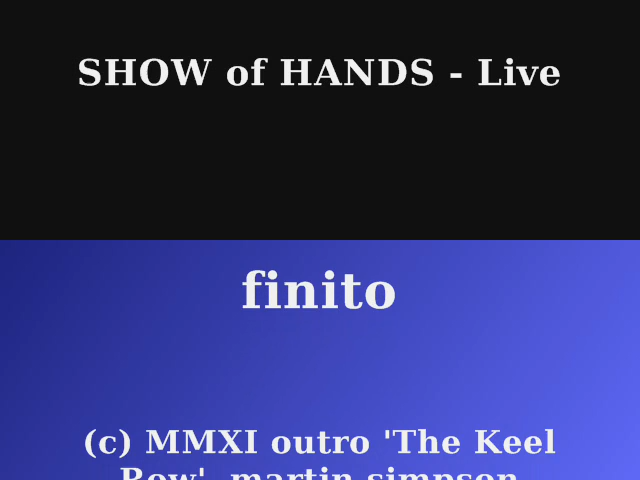 SHOW of HANDS - Live
finito
(c) MMXI outro 'The Keel
Row' martin simpson